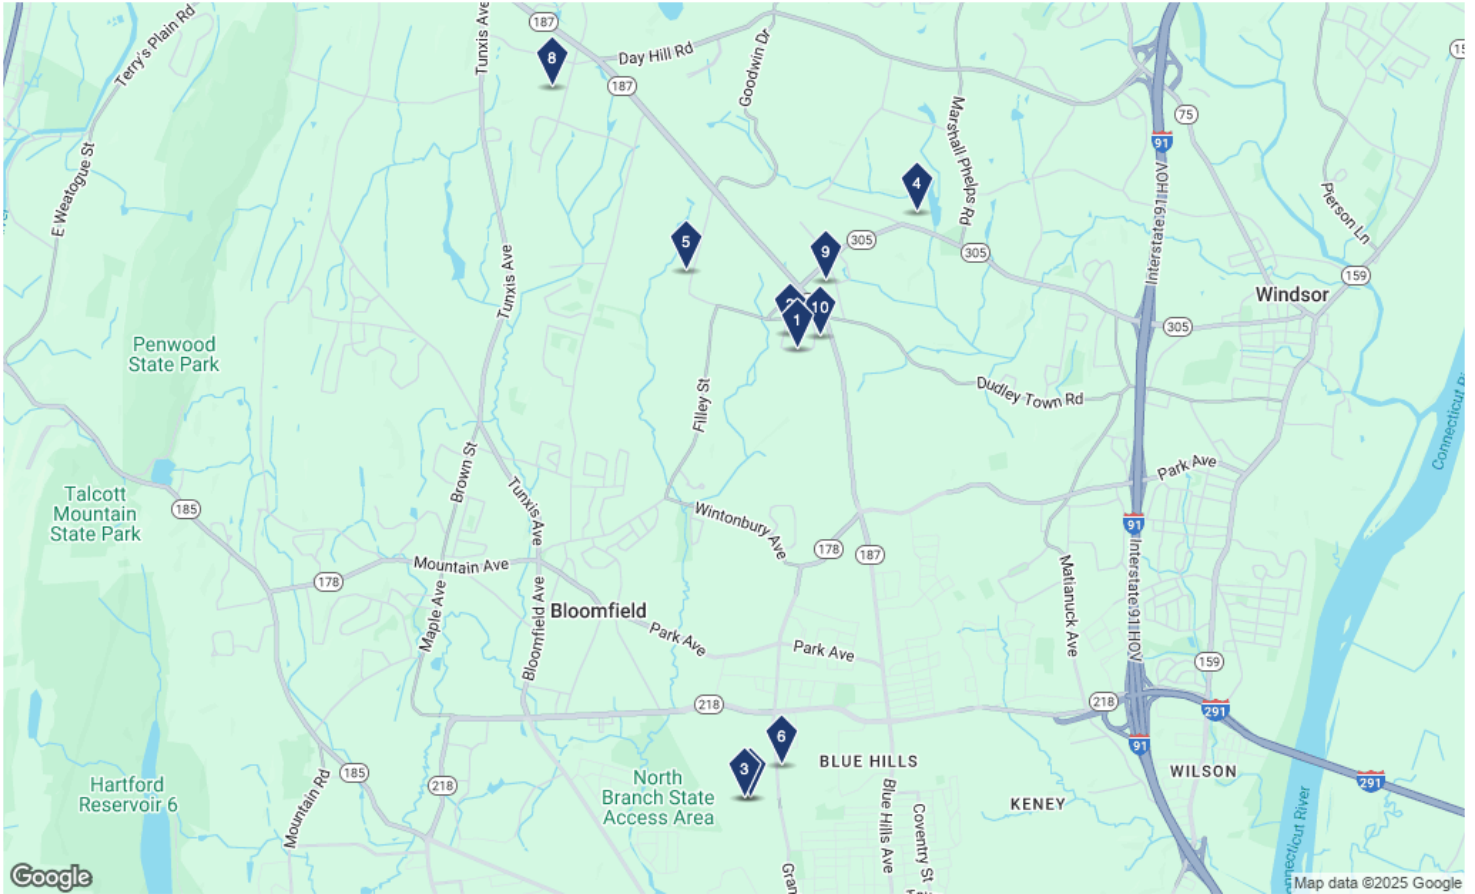 187
Tunxis Ave
Terry's Plain Rd
8
Day Hill Rd
187
Goodwin Dr
15
75
91
Marshall Phelps Rd
E Weatogue St
Interstate 91 HOV
4
Pierson Ln
5
305
9
305
159
Tunxis Ave
Windsor
2
10
1
305
Penwood
State Park
Dudley Town Rd
Filley St
Connecticut Ri
Brown St
Park Ave
Talcott
Mountain
State Park
185
Tunxis Ave
Wintonbury Ave
91
178
187
Mountain Ave
178
Matianuck Ave
Interstate 91 HOV
Maple Ave
Bloomfield Ave
Bloomfield
Park Ave
Park Ave
159
218
218
291
6
91
3
BLUE HILLS
WILSON
185
291
Hartford
Reservoir 6
218
North
Branch State
Access Area
KENEY
Mountain Rd
Blue Hills Ave
Coventry St
Connecticut River
Gran
Google
Map data ©2025 Google